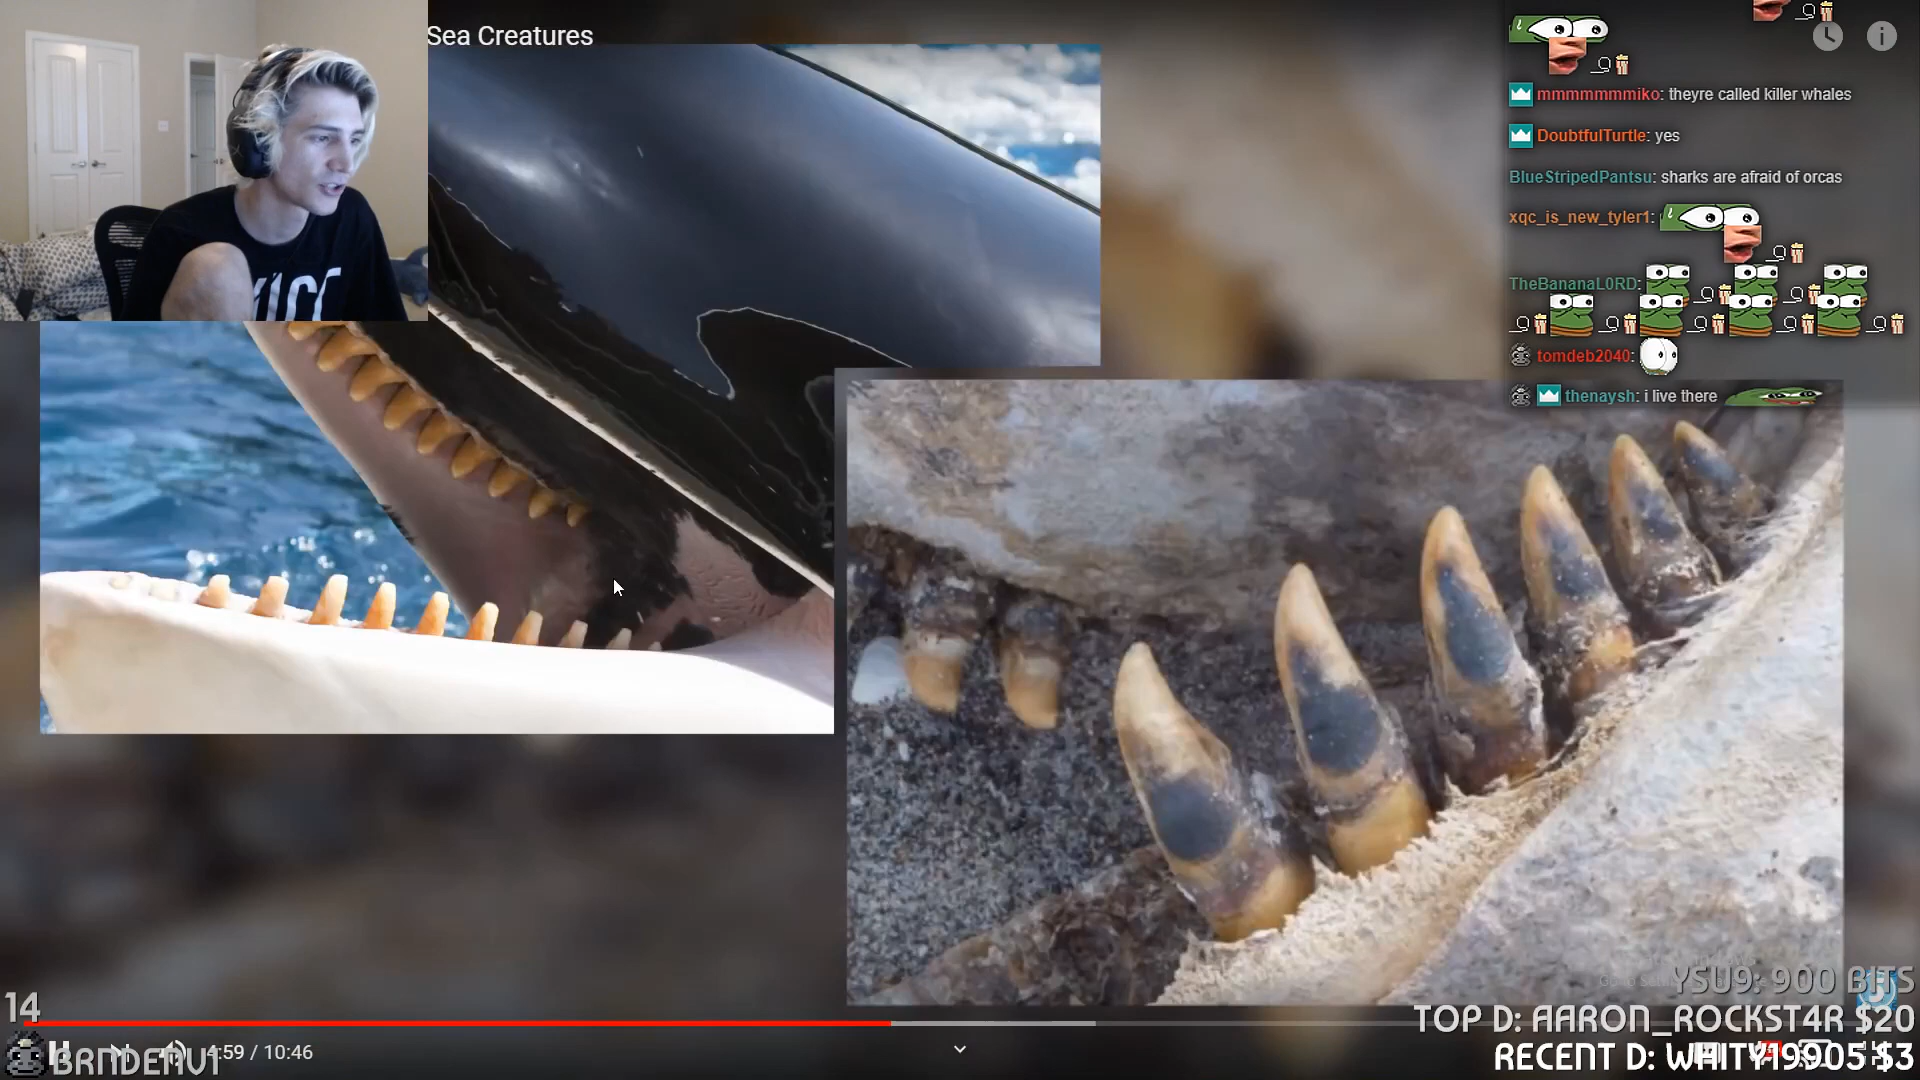 Sea Creatures
mmmmmmmiko: theyre called killer whales
DoubtfulTurtle: yes
BlueStripedPantsu: sharks are afraid of orcas
xqc_is_new_tyler1:
TheBananaL0RD:
tomdeb2040:
thenaysh: i live there
14
BRNDENV1
4:59 / 10:46
YSU9: 900 BITS
TOP D: AARON_ROCKST4R $20
RECENT D: WHITY19905 $3